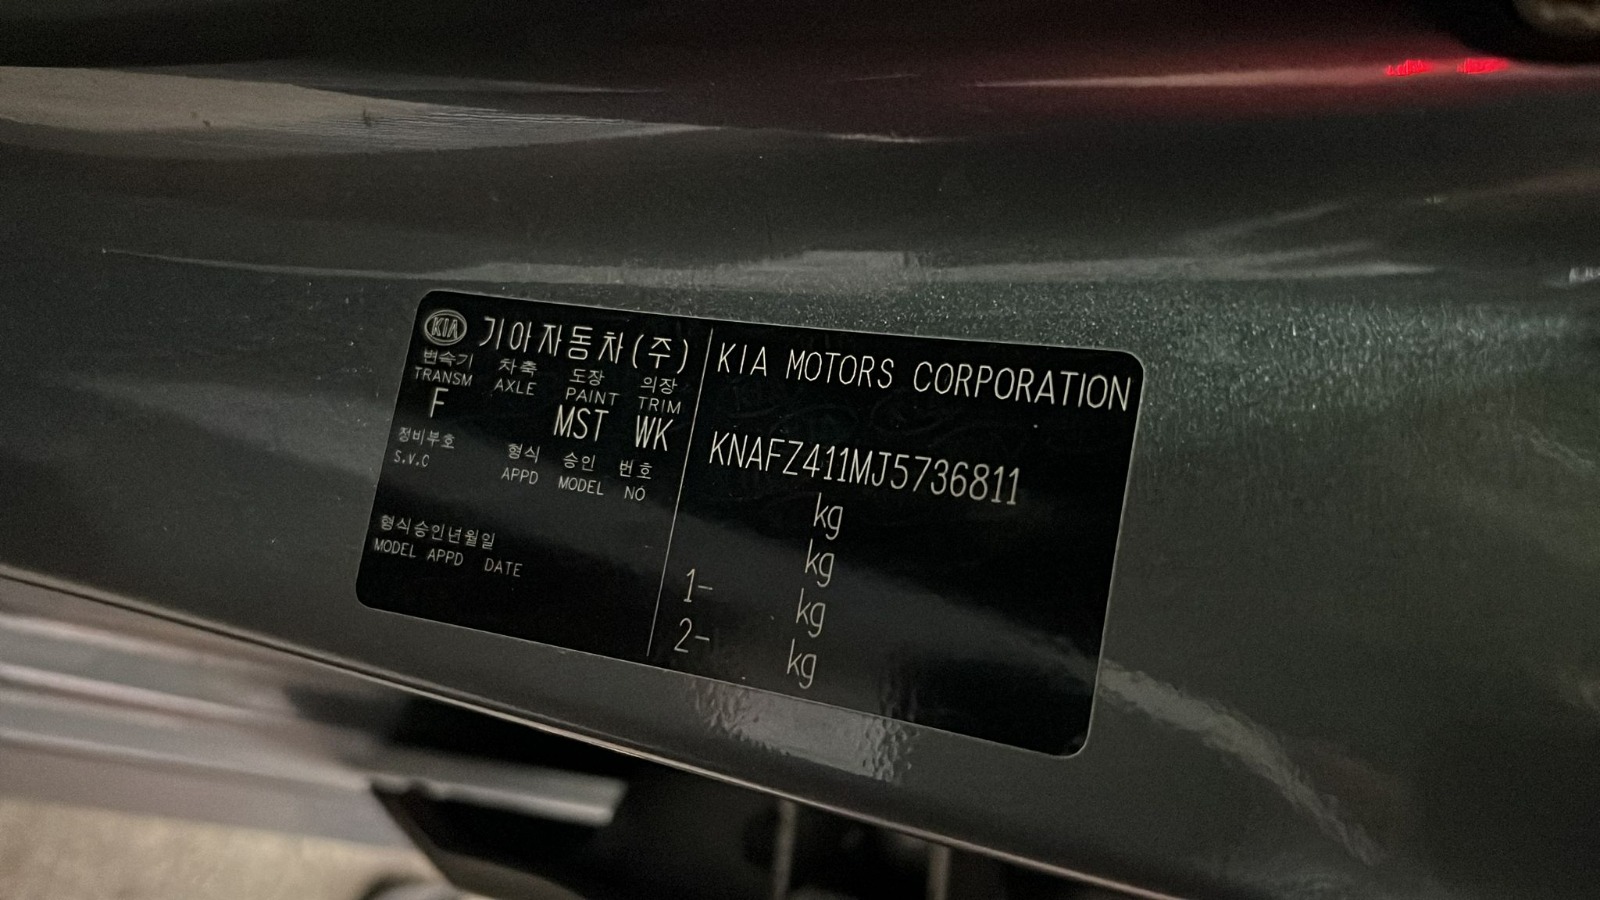 KIA 기아자동차(주)
변속기 차축 도장 의장
TRANSM AXLE PAINT TRIM
F MST WK
정비부호 형식 승인 번호
S.V.C APPD MODEL NO
형식승인년월일
MODEL APPD DATE
KIA MOTORS CORPORATION
KNAFZ411MJ5736811
kg
kg
1- kg
2- kg